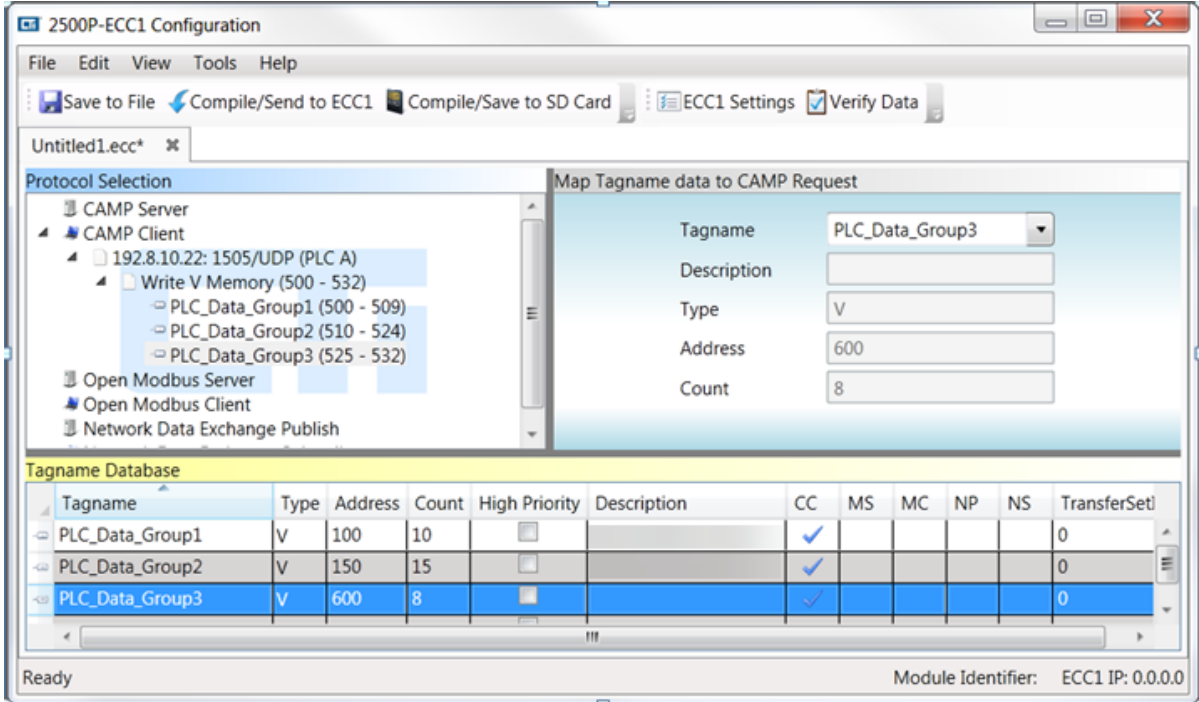 2500P-ECC1 Configuration
File Edit View Tools Help
Save to File Compile/Send to ECC1 Compile/Save to SD Card ECC1 Settings Verify Data
Untitled1.ecc*
Protocol Selection
CAMP Server
CAMP Client
192.8.10.22: 1505/UDP (PLC A)
Write V Memory (500 - 532)
PLC_Data_Group1 (500 - 509)
PLC_Data_Group2 (510 - 524)
PLC_Data_Group3 (525 - 532)
Open Modbus Server
Open Modbus Client
Network Data Exchange Publish
Map Tagname data to CAMP Request
Tagname PLC_Data_Group3
Description
Type V
Address 600
Count 8
Tagname Database
Tagname Type Address Count High Priority Description CC MS MC NP NS TransferSet
PLC_Data_Group1 V 100 10 0
PLC_Data_Group2 V 150 15 0
PLC_Data_Group3 V 600 8 0
Ready Module Identifier: ECC1 IP: 0.0.0.0